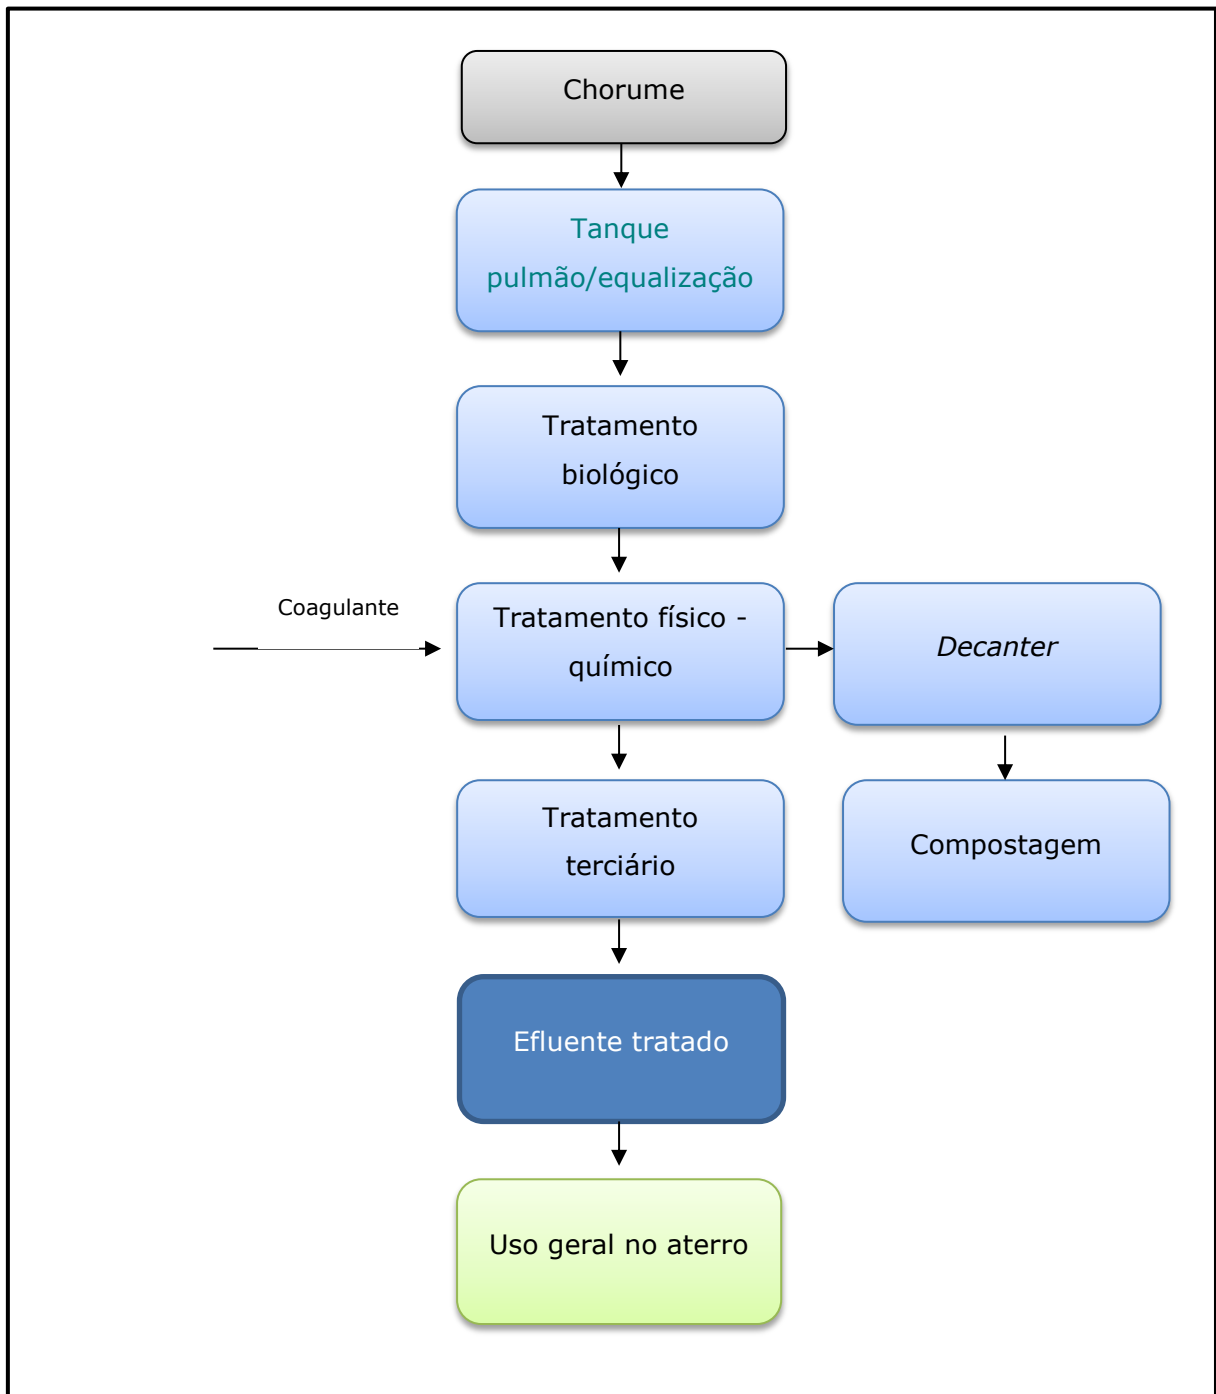 Chorume
Tanque
pulmão/equalização
Tratamento
biológico
Coagulante
Tratamento físico -
químico
Decanter
Tratamento
terciário
Compostagem
Efluente tratado
Uso geral no aterro